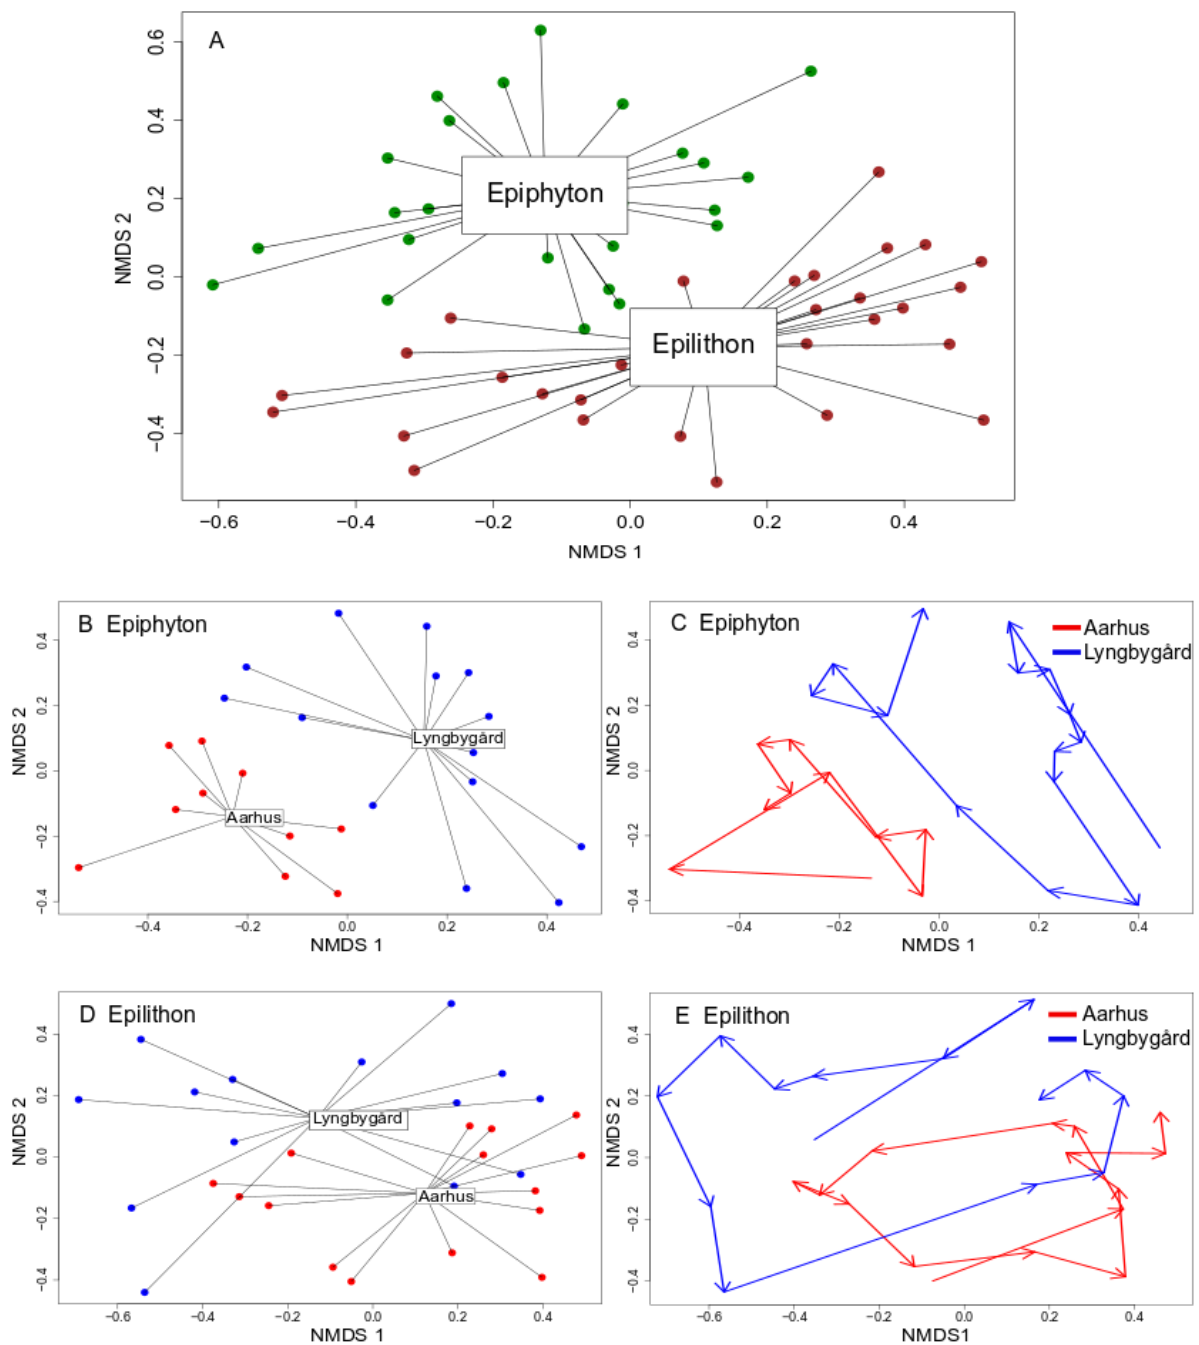 A
Epiphyton
Epilithon
NMDS 2
0.6
0.4
0.2
0.0
−0.2
−0.4
−0.6 −0.4 −0.2 0.0 0.2 0.4
NMDS 1
B Epiphyton
Lyngbygård
Aarhus
NMDS 2
0.4
0.2
0.0
−0.2
−0.4
−0.4 −0.2 0.0 0.2 0.4
NMDS 1
C Epiphyton
Aarhus
Lyngbygård
NMDS 2
0.4
0.2
0.0
−0.2
−0.4
−0.4 −0.2 0.0 0.2 0.4
NMDS 1
D Epilithon
Lyngbygård
Aarhus
NMDS 2
0.4
0.2
0.0
−0.2
−0.4
−0.6 −0.4 −0.2 0.0 0.2 0.4
NMDS 1
E Epilithon
Aarhus
Lyngbygård
NMDS 2
0.4
0.2
0.0
−0.2
−0.4
−0.6 −0.4 −0.2 0.0 0.2 0.4
NMDS1